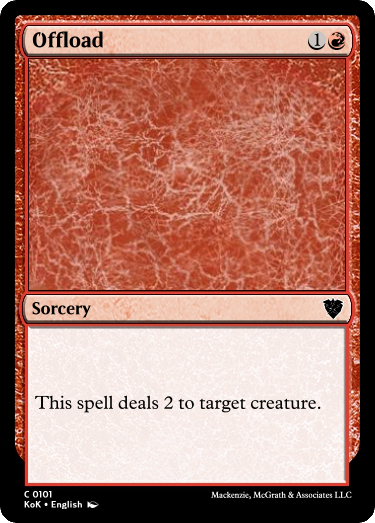 Offload 1
Sorcery
This spell deals 2 to target creature.
C 0101
KoK • English
Mackenzie, McGrath & Associates LLC